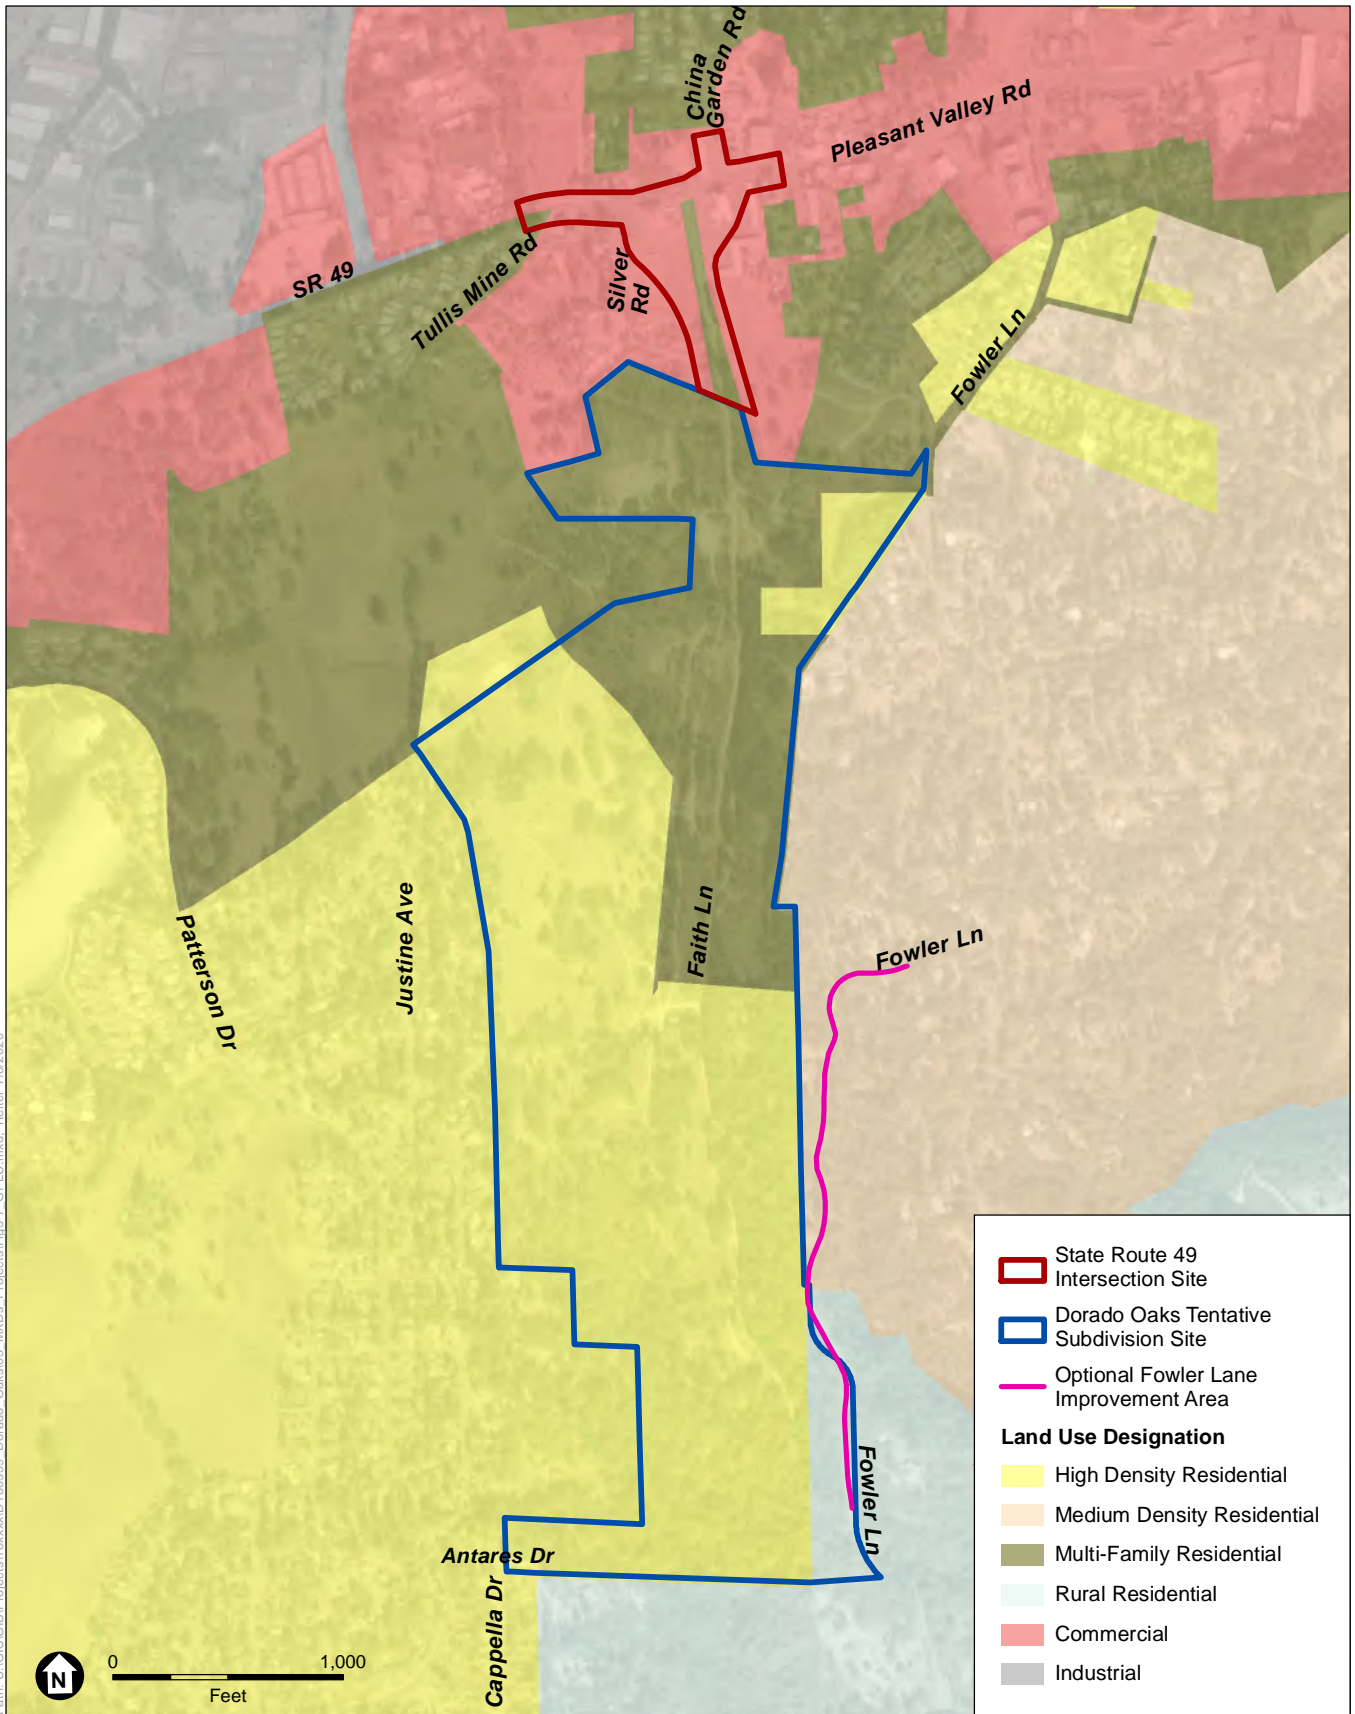 China
Garden Rd
Pleasant Valley Rd
SR 49
Tullis Mine Rd
Silver
Rd
Fowler Ln
Justine Ave
Faith Ln
Patterson Dr
Fowler Ln
Fowler Ln
Antares Dr
Cappella Dr
State Route 49
Intersection Site
Dorado Oaks Tentative
Subdivision Site
Optional Fowler Lane
Improvement Area
Land Use Designation
High Density Residential
Medium Density Residential
Multi-Family Residential
Rural Residential
Commercial
Industrial
N
0 1,000
Feet